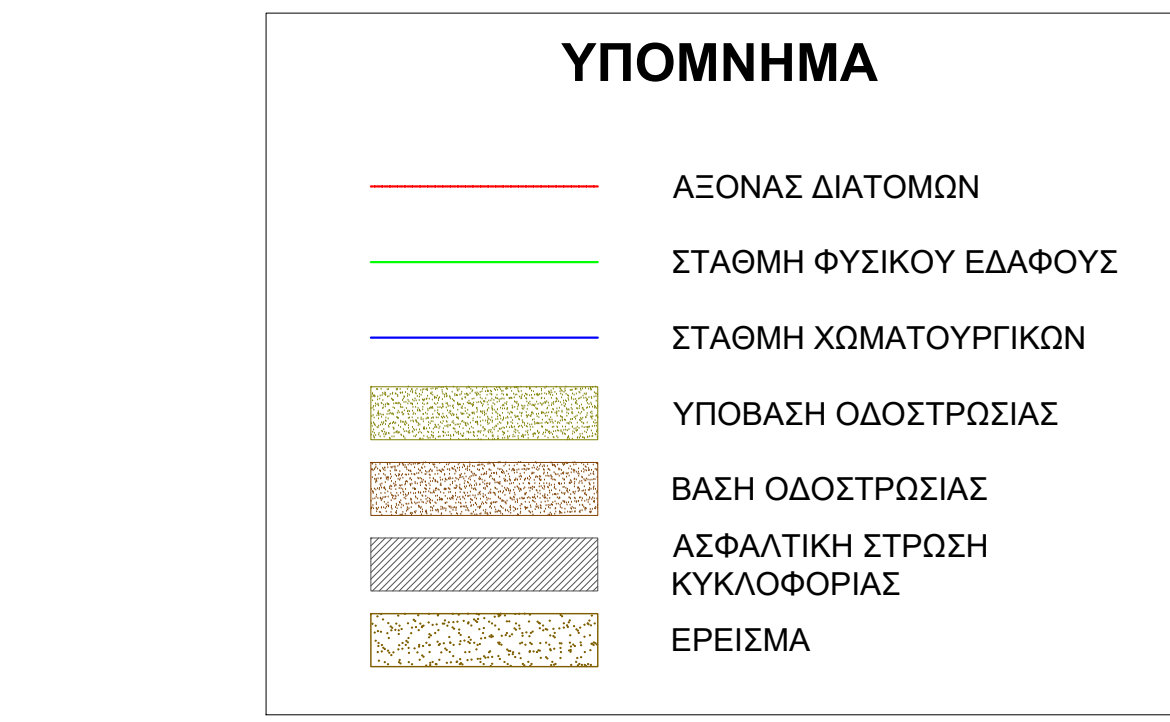 ΥΠΟΜΝΗΜΑ
ΑΞΟΝΑΣ ΔΙΑΤΟΜΩΝ
ΣΤΑΘΜΗ ΦΥΣΙΚΟΥ ΕΔΑΦΟΥΣ
ΣΤΑΘΜΗ ΧΩΜΑΤΟΥΡΓΙΚΩΝ
ΥΠΟΒΑΣΗ ΟΔΟΣΤΡΩΣΙΑΣ
ΒΑΣΗ ΟΔΟΣΤΡΩΣΙΑΣ
ΑΣΦΑΛΤΙΚΗ ΣΤΡΩΣΗ
ΚΥΚΛΟΦΟΡΙΑΣ
ΕΡΕΙΣΜΑ